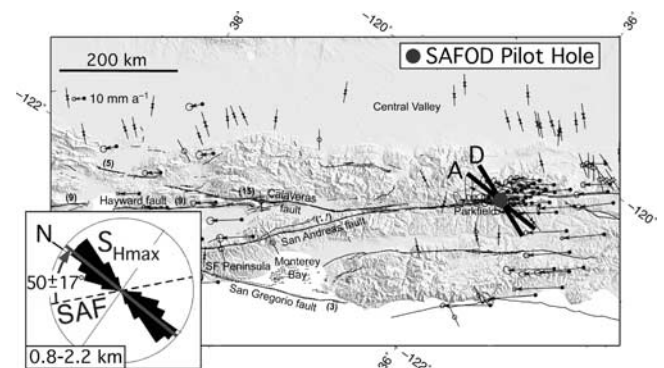 38
-120
36
200 km
SAFOD Pilot Hole
-122
10 mm a⁻¹
Central Valley
D
A
(5)
(9)
Hayward fault
(9)
(15)
Calaveras
fault
Parkfield
-120
San Andreas fault
N
SHmax
50±17°
SAF
SF Peninsula
Monterey
Bay
San Gregorio fault
(3)
0.8-2.2 km
36
-122